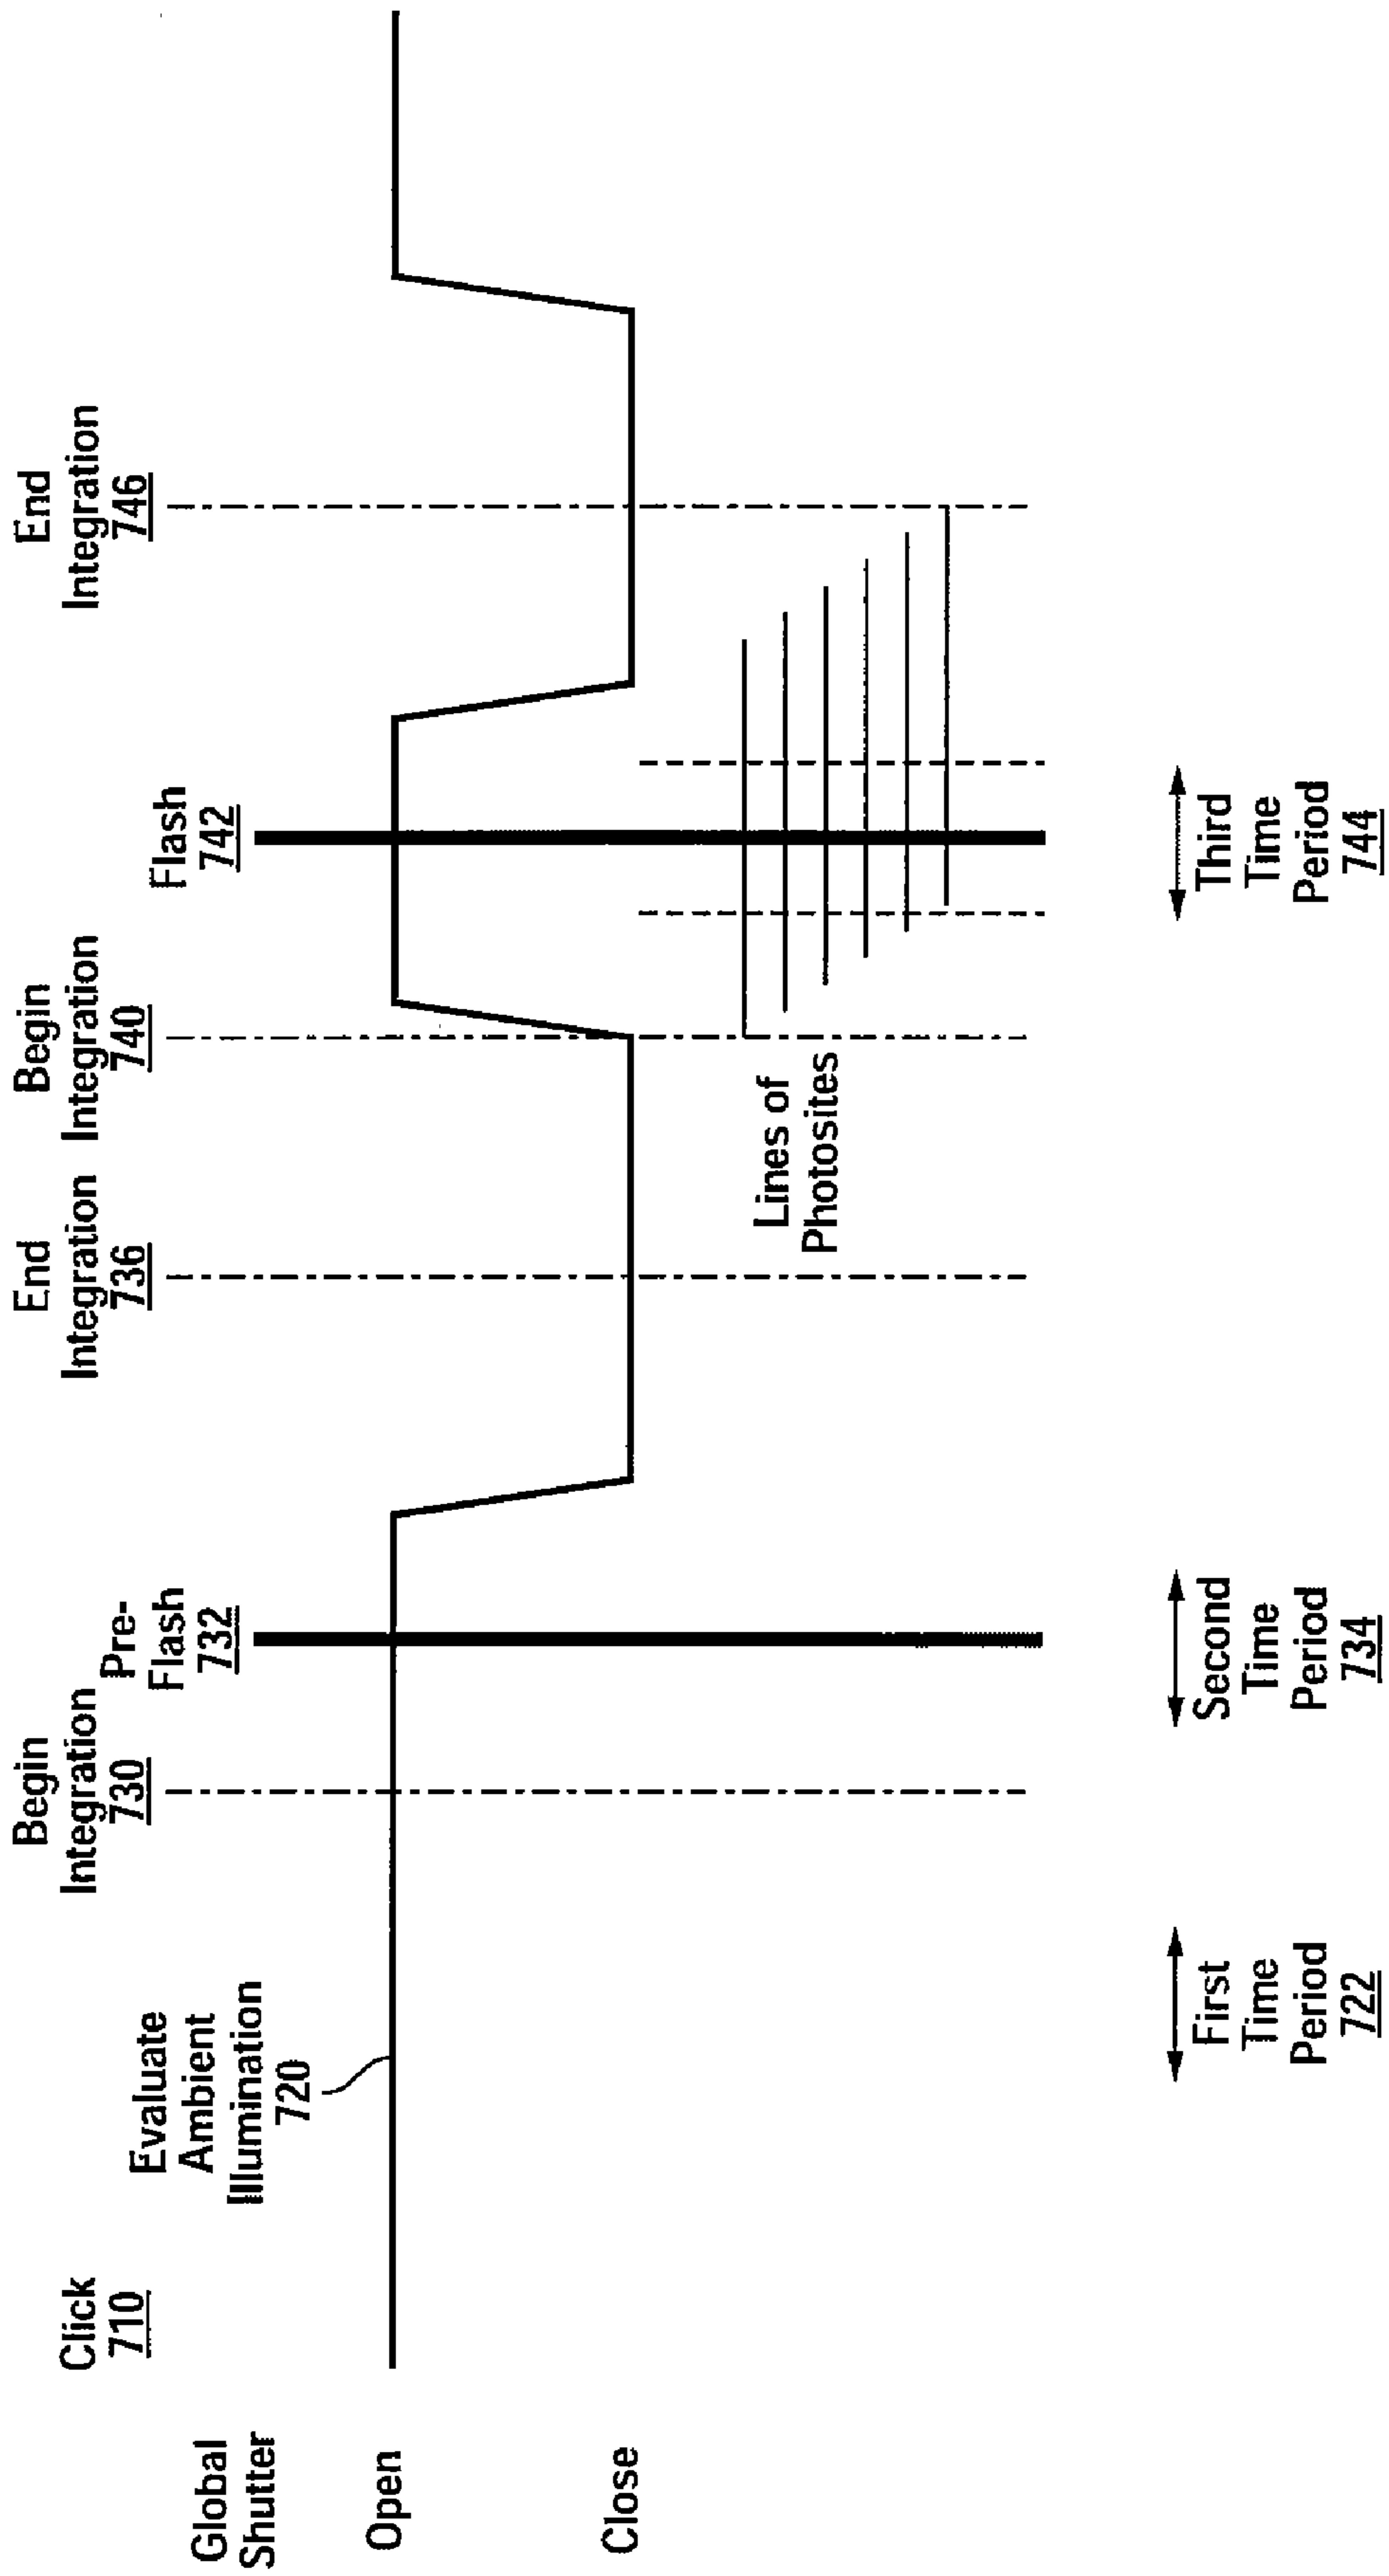 Click
710
Evaluate
Ambient
Illumination
720
Begin
Integration
730
Pre-
Flash
732
End
Integration
736
Begin
Integration
740
Flash
742
End
Integration
746
Global
Shutter
Open
Close
Lines of
Photosites
First
Time
Period
722
Second
Time
Period
734
Third
Time
Period
744